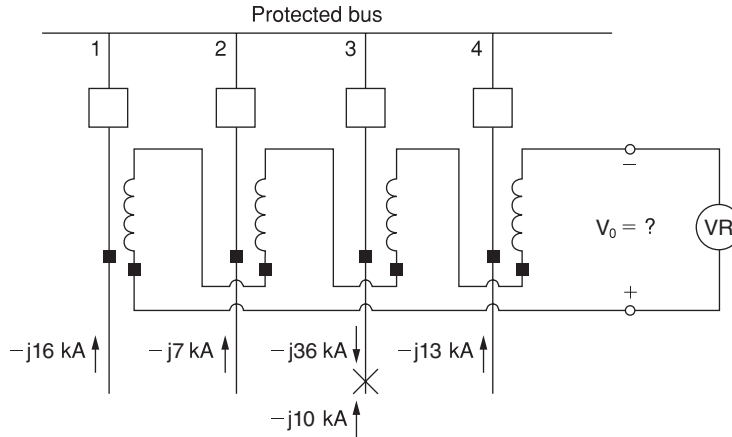 Protected bus
1 2 3 4
−
V₀ = ? VR
+
−j16 kA −j7 kA −j36 kA −j13 kA
−j10 kA